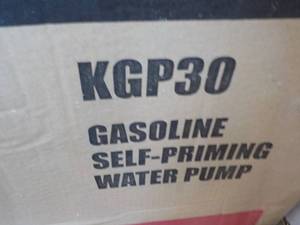 KGP30
GASOLINE
SELF-PRIMING
WATER PUMP